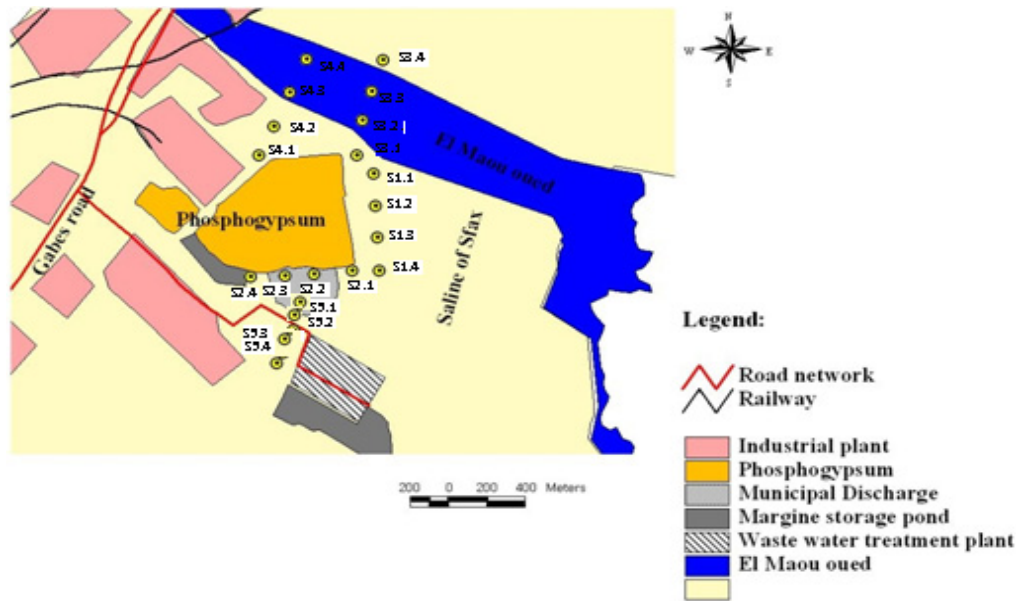 N
W E
S
S4.4
S3.4
S4.3
S3.3
S4.2
S3.2
S4.1
S3.1
El Maou oued
S1.1
S1.2
Gabes road
Phosphogypsum
S1.3
Saline of Sfax
S2.4 S2.3 S2.2 S2.1 S1.4
S5.1
S5.2
S5.3
S5.4
Legend:
Road network
Railway
Industrial plant
Phosphogypsum
Municipal Discharge
Margine storage pond
Waste water treatment plant
El Maou oued
200 0 200 400 Meters